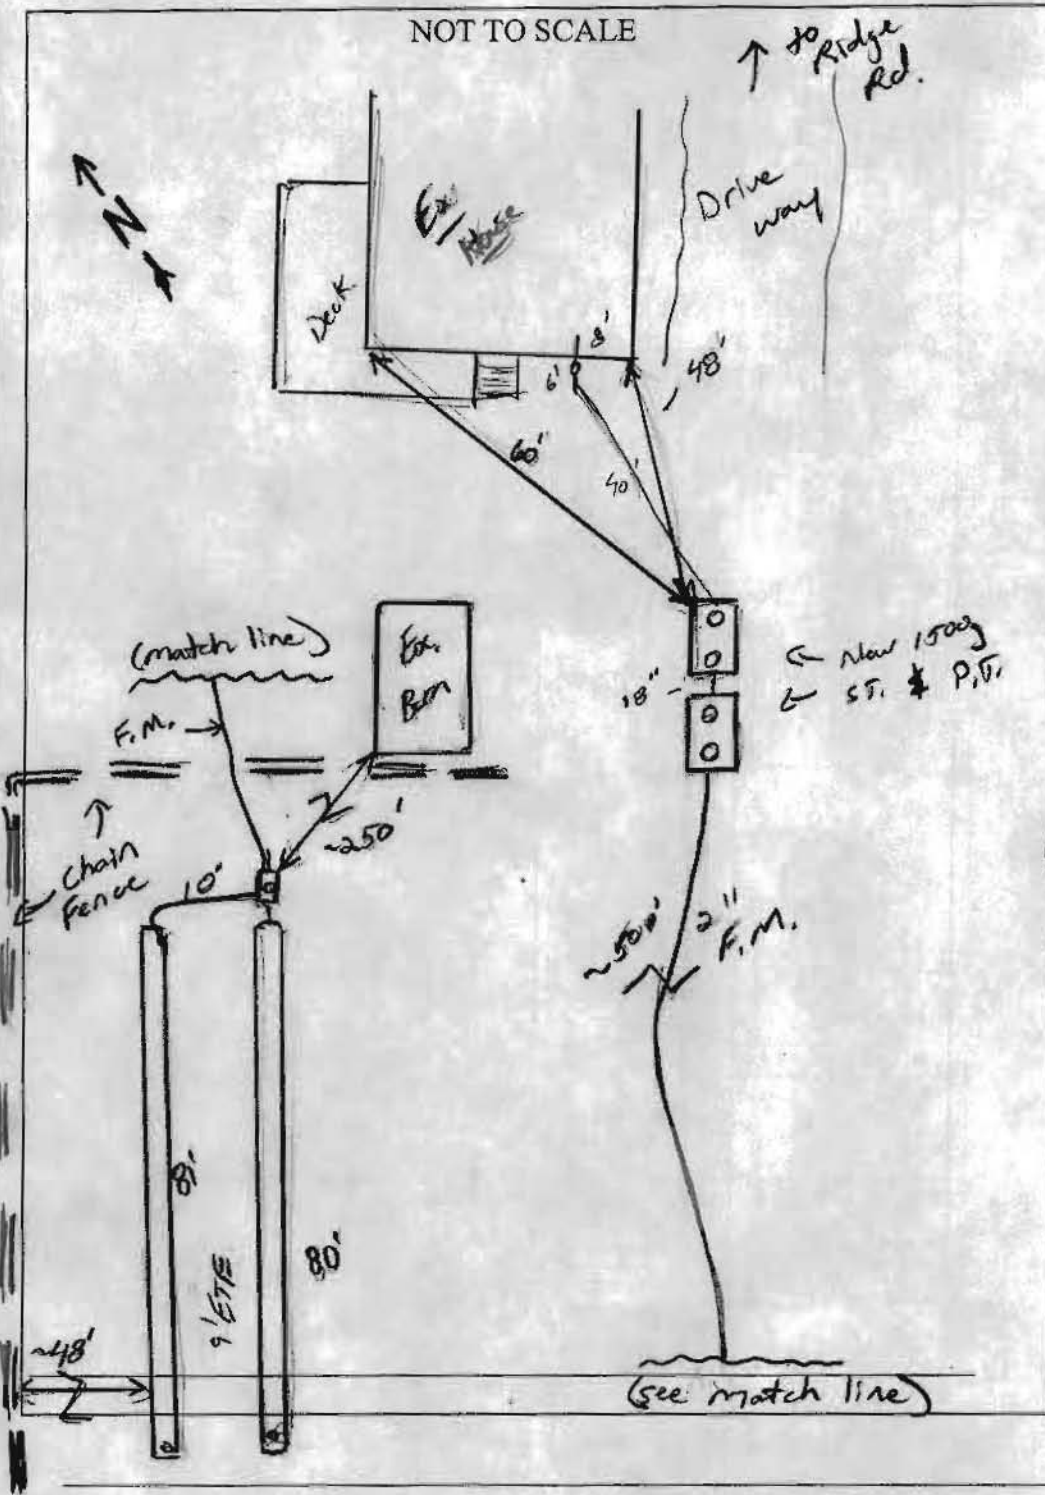 NOT TO SCALE
to
Ridge
Rd.
N
Drive
way
Ex.
House
Deck
8'
6'
48'
60'
40'
(match line)
Ex.
Barn
New 1500g
S.T. & P.T.
18"
F.M.
~250'
Chain
Fence
10'
~500'
2"
F.M.
81'
80'
9' ETE
~48'
(see match line)